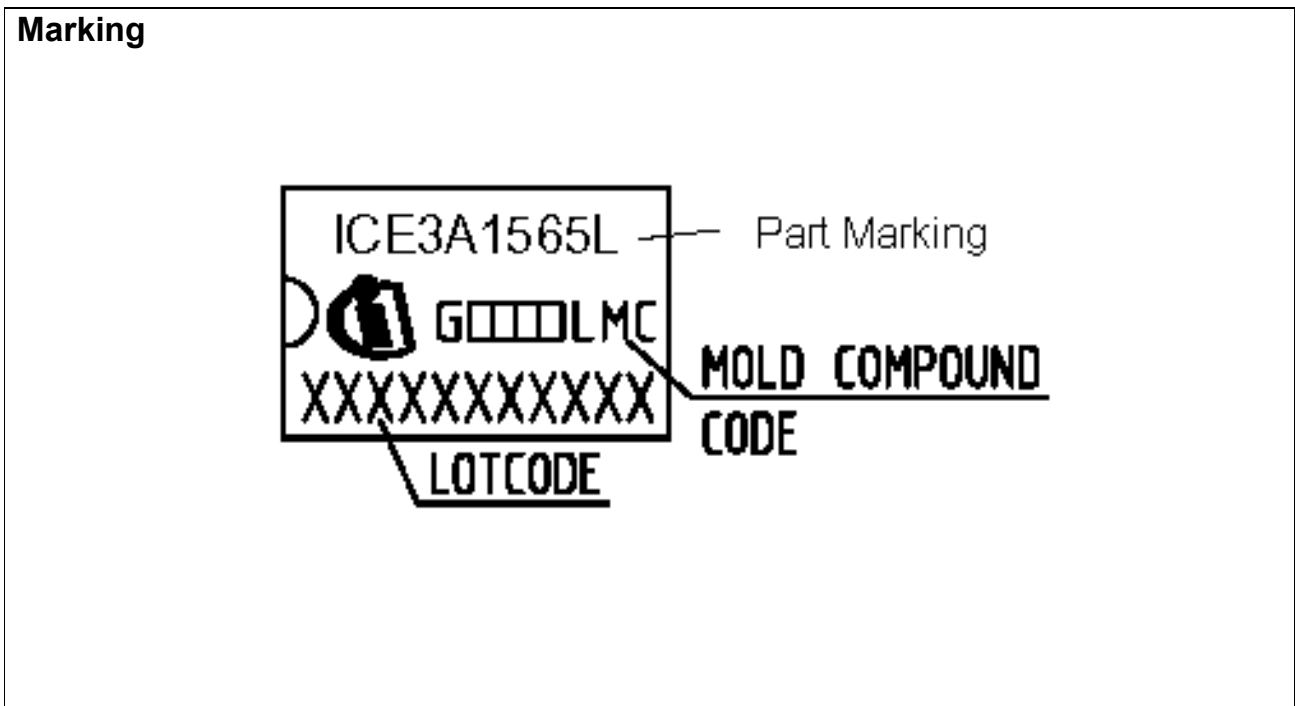 Marking
ICE3A1565L
Part Marking
G□□□□LMC
MOLD COMPOUND
CODE
XXXXXXXXXXX
LOTCODE